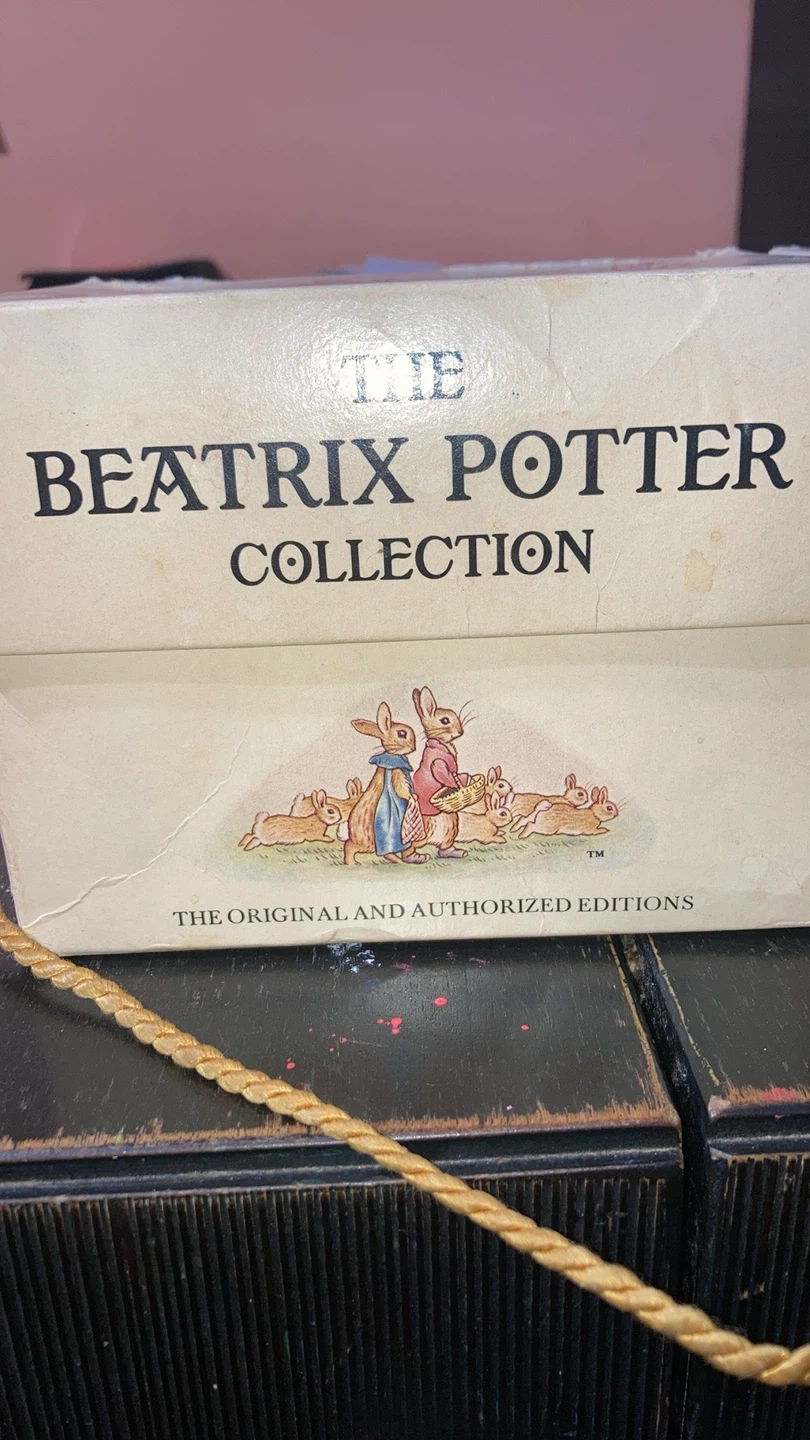 THE
BEATRIX POTTER
COLLECTION
TM
THE ORIGINAL AND AUTHORIZED EDITIONS